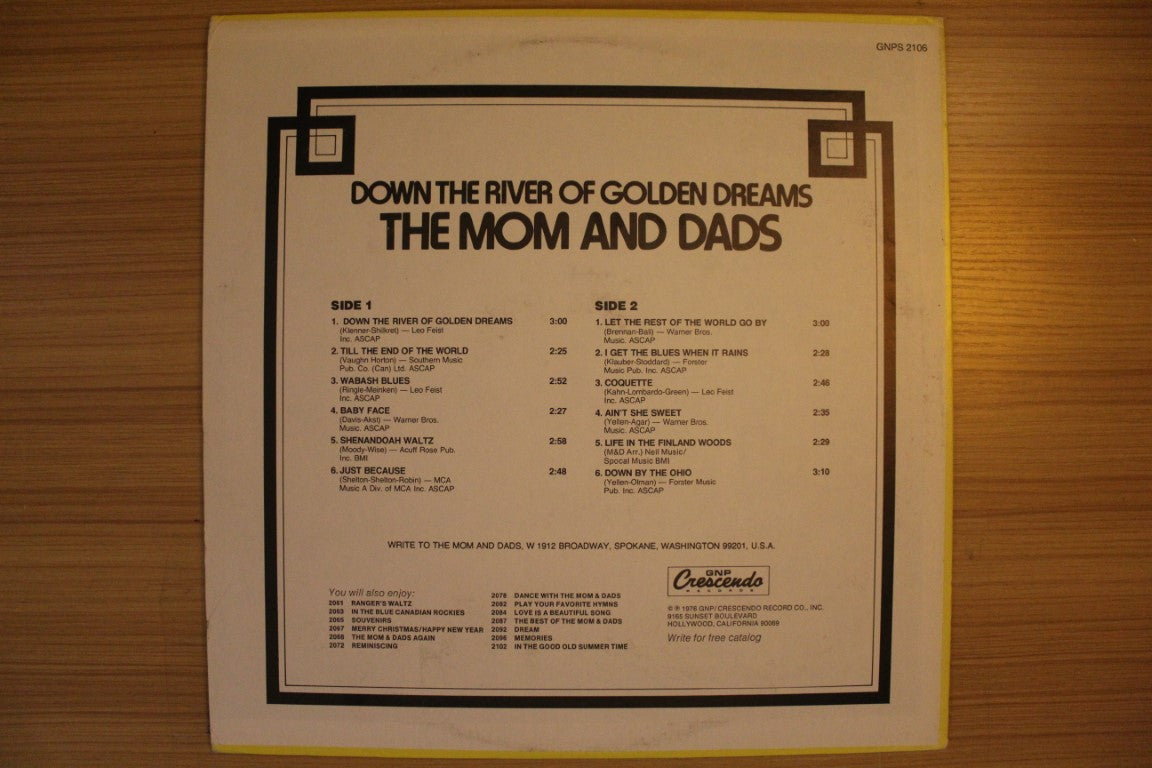 GNPS 2106
DOWN THE RIVER OF GOLDEN DREAMS
THE MOM AND DADS
SIDE 1
1. DOWN THE RIVER OF GOLDEN DREAMS 3:00
(Klenner-Shilkret) — Leo Feist
Inc. ASCAP
2. TILL THE END OF THE WORLD 2:25
(Vaughn Horton) — Southern Music
Pub. Co. (Can) Ltd. ASCAP
3. WABASH BLUES 2:52
(Ringle-Meinken) — Leo Feist
Inc. ASCAP
4. BABY FACE 2:27
(Davis-Akst) — Warner Bros.
Music. ASCAP
5. SHENANDOAH WALTZ 2:58
(Moody-Wise) — Acuff Rose Pub.
Inc. BMI
6. JUST BECAUSE 2:48
(Shelton-Shelton-Robin) — MCA
Music A Div. of MCA Inc. ASCAP
SIDE 2
1. LET THE REST OF THE WORLD GO BY 3:08
(Brennan-Ball) — Warner Bros.
Music. ASCAP
2. I GET THE BLUES WHEN IT RAINS 2:28
(Klauber-Stoddard) — Forster
Music Pub. Inc. ASCAP
3. COQUETTE 2:46
(Kahn-Lombardo-Green) — Leo Feist
Inc. ASCAP
4. AIN'T SHE SWEET 2:35
(Yellen-Agar) — Warner Bros.
Music. ASCAP
5. LIFE IN THE FINLAND WOODS 2:29
(M&D Arr.) Neil Music/
Spocal Music BMI
6. DOWN BY THE OHIO 3:10
(Yellen-Olman) — Forster Music
Pub. Inc. ASCAP
WRITE TO THE MOM AND DADS, W 1912 BROADWAY, SPOKANE, WASHINGTON 99201, U.S.A.
You will also enjoy:
2061 RANGER'S WALTZ
2063 IN THE BLUE CANADIAN ROCKIES
2065 SOUVENIRS
2067 MERRY CHRISTMAS/HAPPY NEW YEAR
2068 THE MOM & DADS AGAIN
2072 REMINISCING
2078 DANCE WITH THE MOM & DADS
2082 PLAY YOUR FAVORITE HYMNS
2084 LOVE IS A BEAUTIFUL SONG
2087 THE BEST OF THE MOM & DADS
2092 DREAM
2096 MEMORIES
2102 IN THE GOOD OLD SUMMER TIME
GNP
Crescendo
RECORDS
© ℗ 1976 GNP/CRESCENDO RECORD CO., INC.
9165 SUNSET BOULEVARD
HOLLYWOOD, CALIFORNIA 90069
Write for free catalog